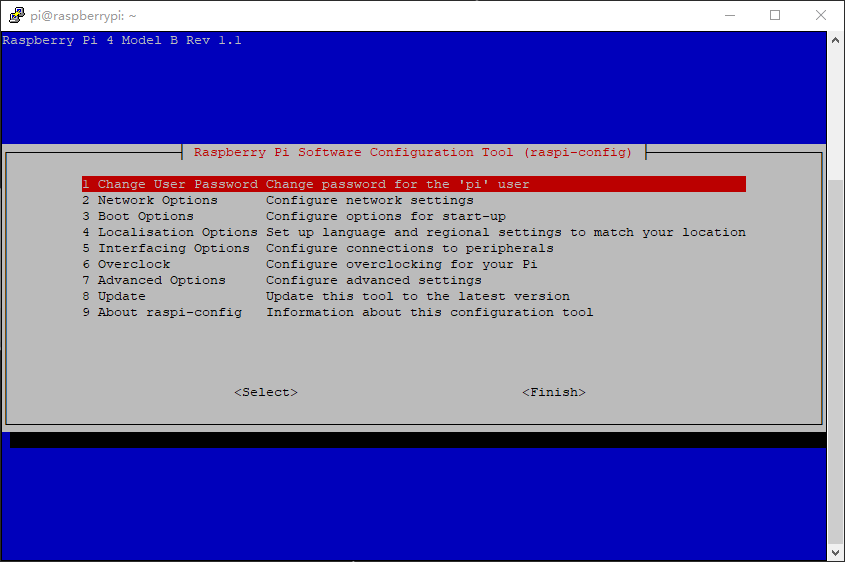 pi@raspberrypi: ~
Raspberry Pi 4 Model B Rev 1.1
Raspberry Pi Software Configuration Tool (raspi-config)
1 Change User Password Change password for the 'pi' user
2 Network Options      Configure network settings
3 Boot Options         Configure options for start-up
4 Localisation Options Set up language and regional settings to match your location
5 Interfacing Options  Configure connections to peripherals
6 Overclock            Configure overclocking for your Pi
7 Advanced Options     Configure advanced settings
8 Update               Update this tool to the latest version
9 About raspi-config   Information about this configuration tool
<Select>                            <Finish>